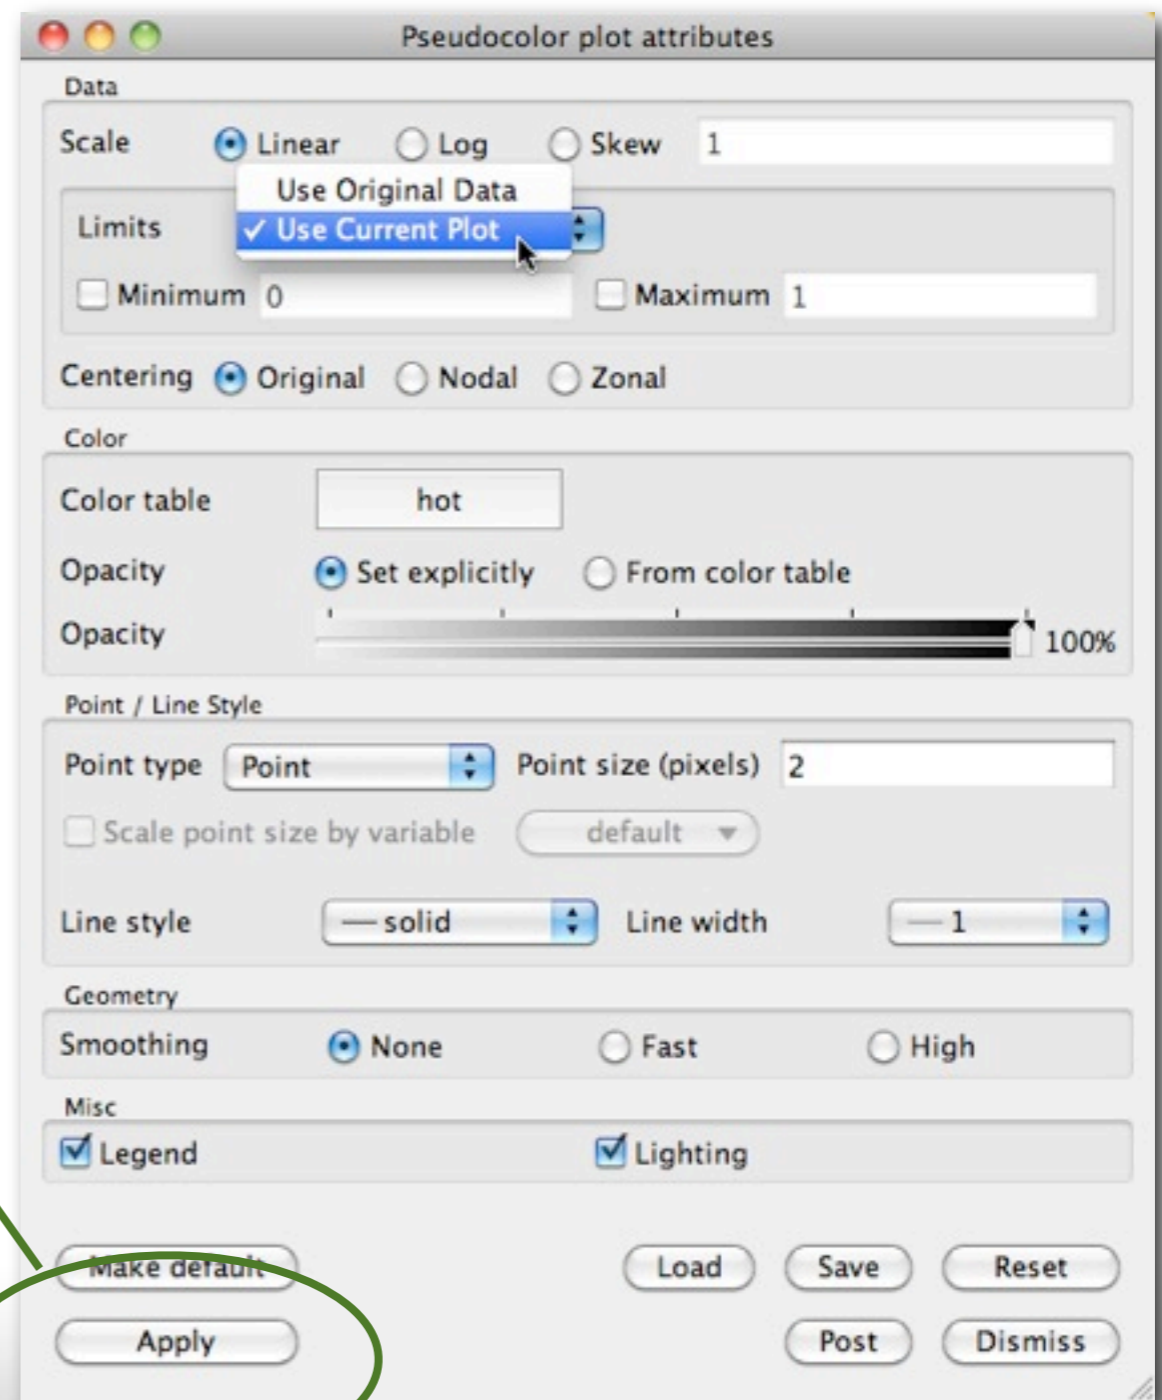 Pseudocolor plot attributes
Data
Scale Linear Log Skew 1
Use Original Data
Limits ✓ Use Current Plot
Minimum 0 Maximum 1
Centering Original Nodal Zonal
Color
Color table hot
Opacity Set explicitly From color table
Opacity 100%
Point / Line Style
Point type Point Point size (pixels) 2
Scale point size by variable default
Line style solid Line width 1
Geometry
Smoothing None Fast High
Misc
Legend Lighting
Make default Load Save Reset
Apply Post Dismiss